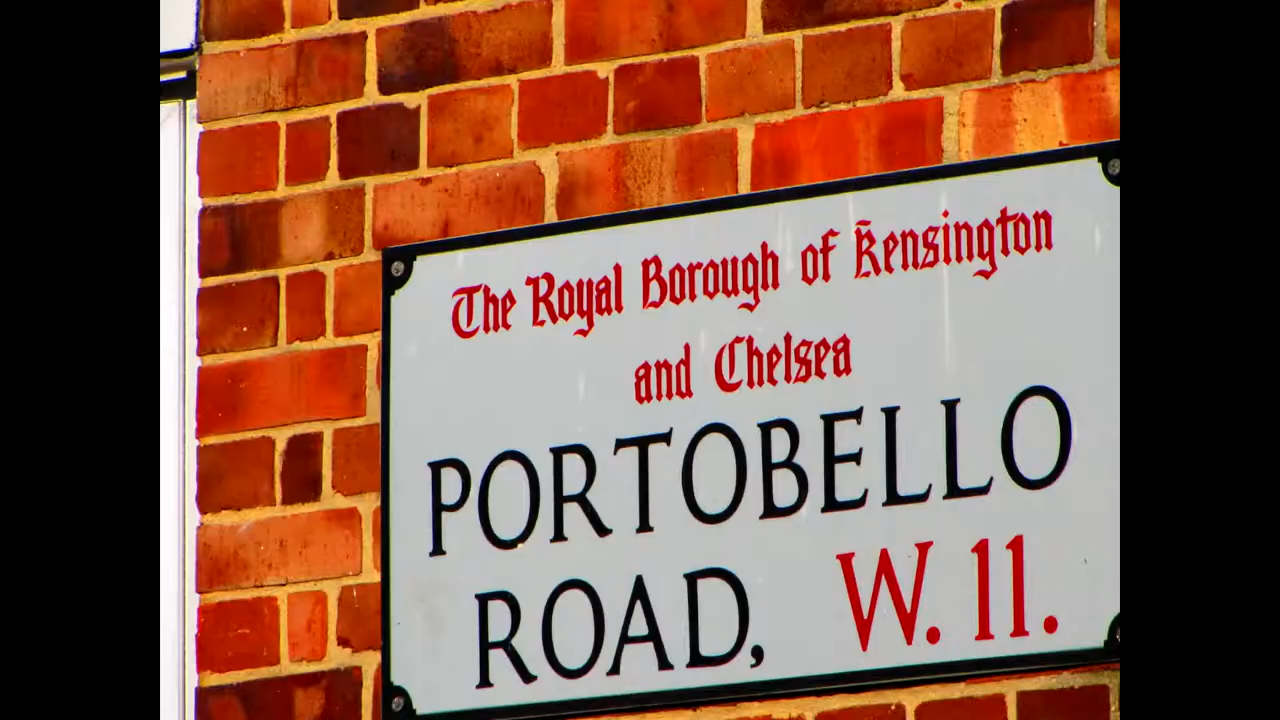 The Royal Borough of Kensington
and Chelsea
PORTOBELLO
ROAD, W. 11.